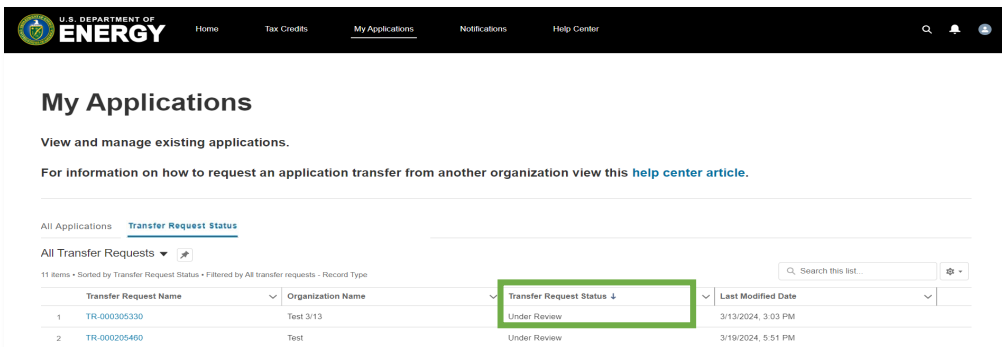 U.S. DEPARTMENT OF
ENERGY
Home Tax Credits My Applications Notifications Help Center
My Applications
View and manage existing applications.
For information on how to request an application transfer from another organization view this help center article.
All Applications Transfer Request Status
All Transfer Requests
11 items • Sorted by Transfer Request Status • Filtered by All transfer requests - Record Type
Search this list...
Transfer Request Name Organization Name Transfer Request Status ↓ Last Modified Date
1 TR-000305330 Test 3/13 Under Review 3/13/2024, 3:03 PM
2 TR-000205460 Test Under Review 3/19/2024, 5:51 PM